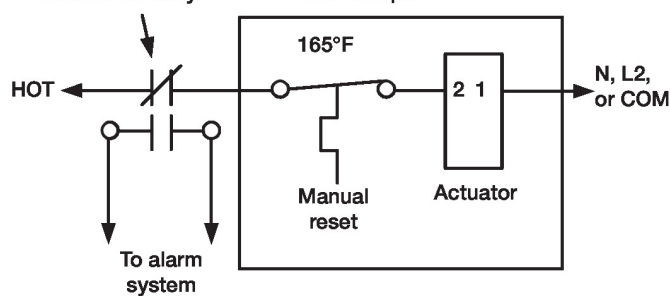 165°F
HOT
2 1
N, L2,
or COM
Manual
reset
Actuator
To alarm
system